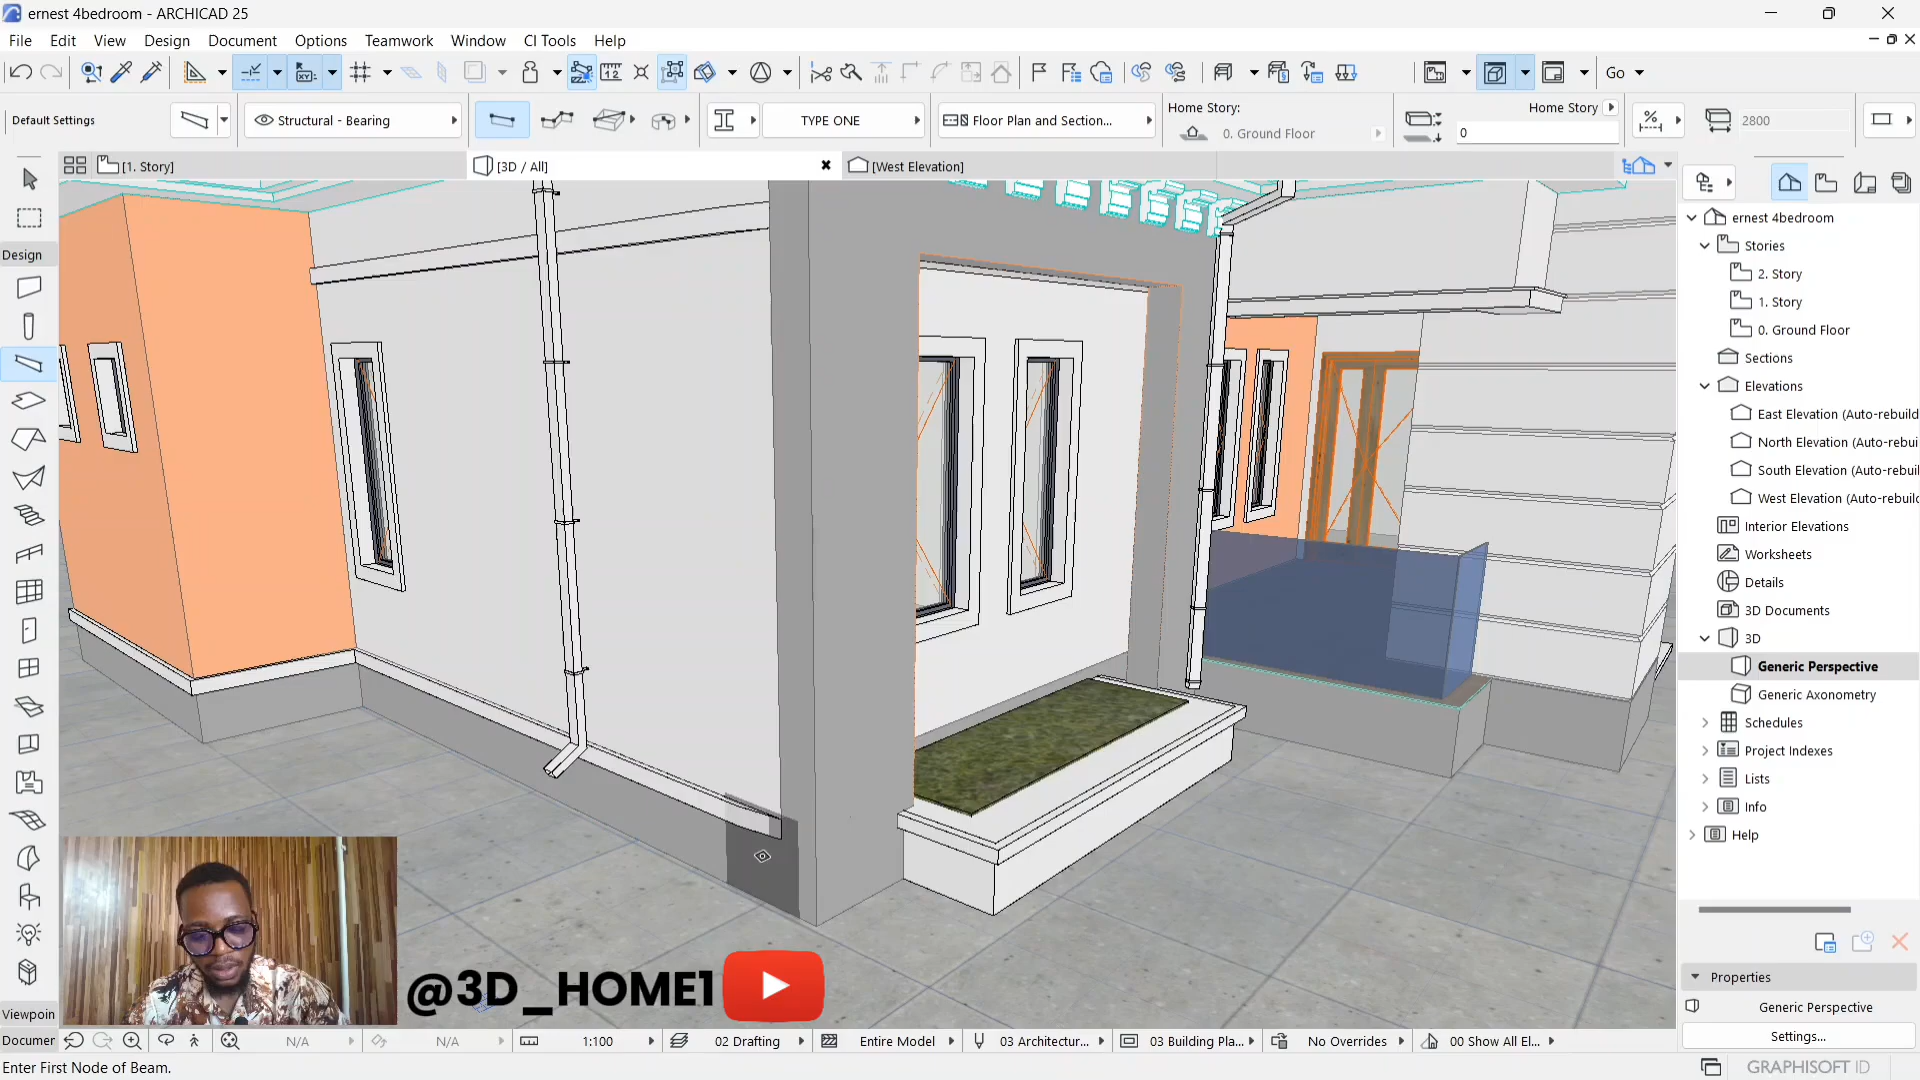 ernest 4bedroom - ARCHICAD 25
File Edit View Design Document Options Teamwork Window CI Tools Help
Go
Default Settings
Structural - Bearing
TYPE ONE
Floor Plan and Section...
Home Story:
0. Ground Floor
Home Story
0
2800
[1. Story]
[3D / All]
[West Elevation]
Design
ernest 4bedroom
Stories
2. Story
1. Story
0. Ground Floor
Sections
Elevations
East Elevation (Auto-rebuild
North Elevation (Auto-rebui
South Elevation (Auto-rebuil
West Elevation (Auto-rebuil
Interior Elevations
Worksheets
Details
3D Documents
3D
Generic Perspective
Generic Axonometry
Schedules
Project Indexes
Lists
Info
Help
Properties
Generic Perspective
Settings...
@3D_HOME1
Viewpoin
Documer
N/A
N/A
1:100
02 Drafting
Entire Model
03 Architectur...
03 Building Pla...
No Overrides
00 Show All El...
Enter First Node of Beam.
GRAPHISOFT ID